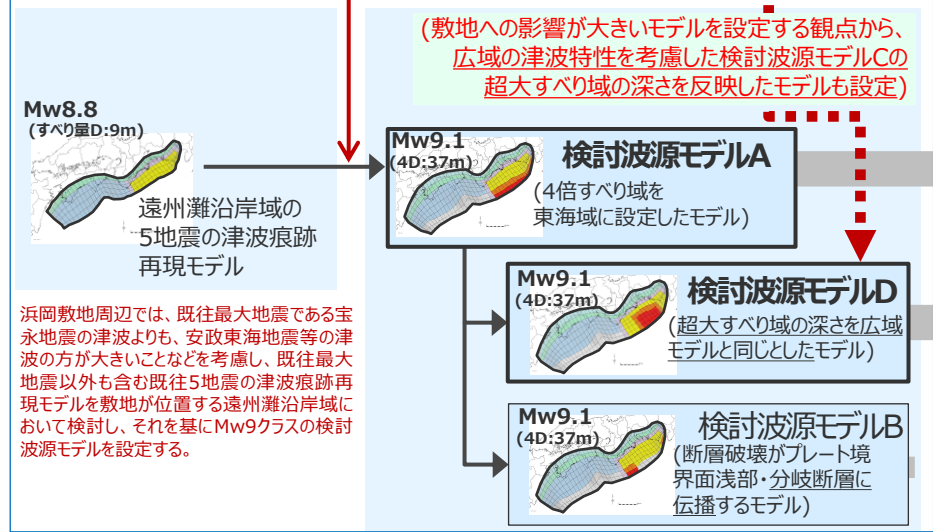 (敷地への影響が大きいモデルを設定する観点から、
広域の津波特性を考慮した検討波源モデルCの
超大すべり域の深さを反映したモデルも設定)
Mw8.8
(すべり量D:9m)
遠州灘沿岸域の
5地震の津波痕跡
再現モデル
浜岡敷地周辺では、既往最大地震である宝
永地震の津波よりも、安政東海地震等の津
波の方が大きいことなどを考慮し、既往最大
地震以外も含む既往5地震の津波痕跡再
現モデルを敷地が位置する遠州灘沿岸域に
おいて検討し、それを基にMw9クラスの検討
波源モデルを設定する。
Mw9.1
(4D:37m)
検討波源モデルA
(4倍すべり域を
東海域に設定したモデル)
Mw9.1
(4D:37m)
検討波源モデルD
(超大すべり域の深さを広域
モデルと同じとしたモデル)
Mw9.1
(4D:37m)
検討波源モデルB
(断層破壊がプレート境
界面浅部・分岐断層に
伝播するモデル)